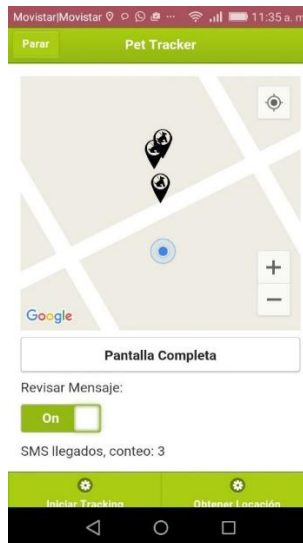 Movistar|Movistar ... 11:35 a. m
Parar Pet Tracker
Google
Pantalla Completa
Revisar Mensaje:
On
SMS llegados, conteo: 3
Iniciar Tracking Obtener Locación